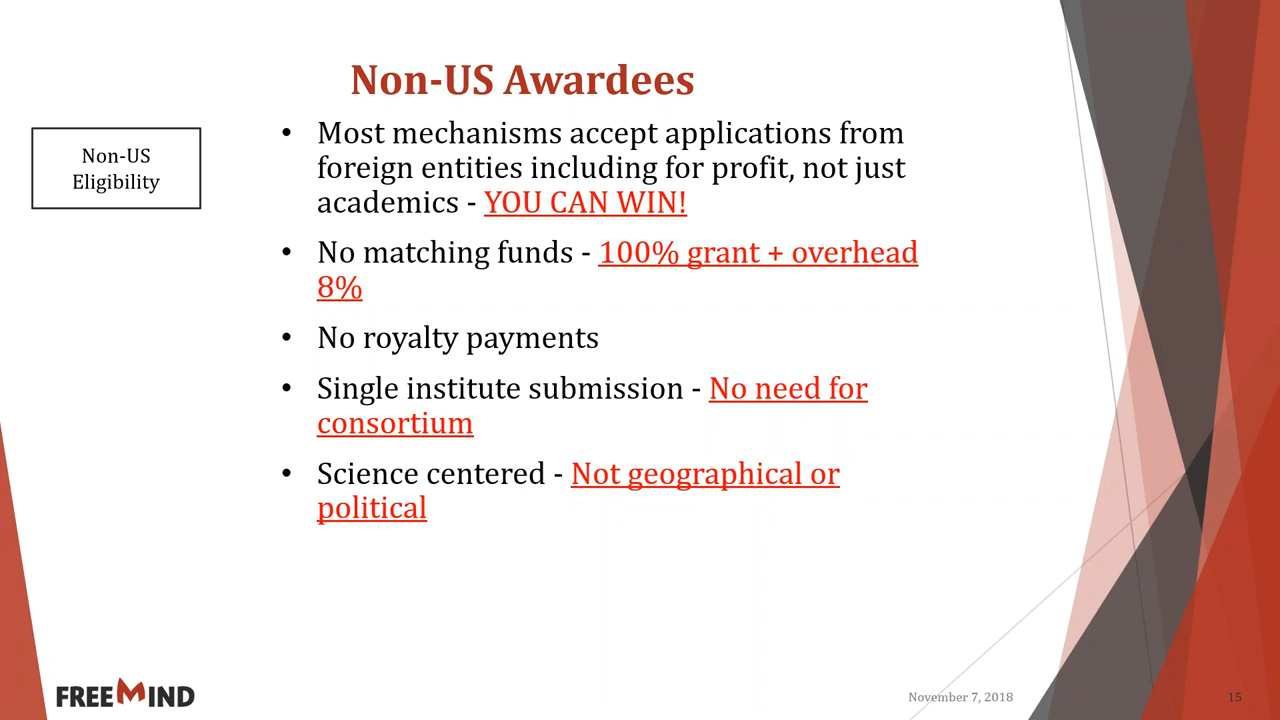 Non-US Awardees
Non-US
Eligibility
• Most mechanisms accept applications from
foreign entities including for profit, not just
academics - YOU CAN WIN!
• No matching funds - 100% grant + overhead
8%
• No royalty payments
• Single institute submission - No need for
consortium
• Science centered - Not geographical or
political
FREEMIND
November 7, 2018
15